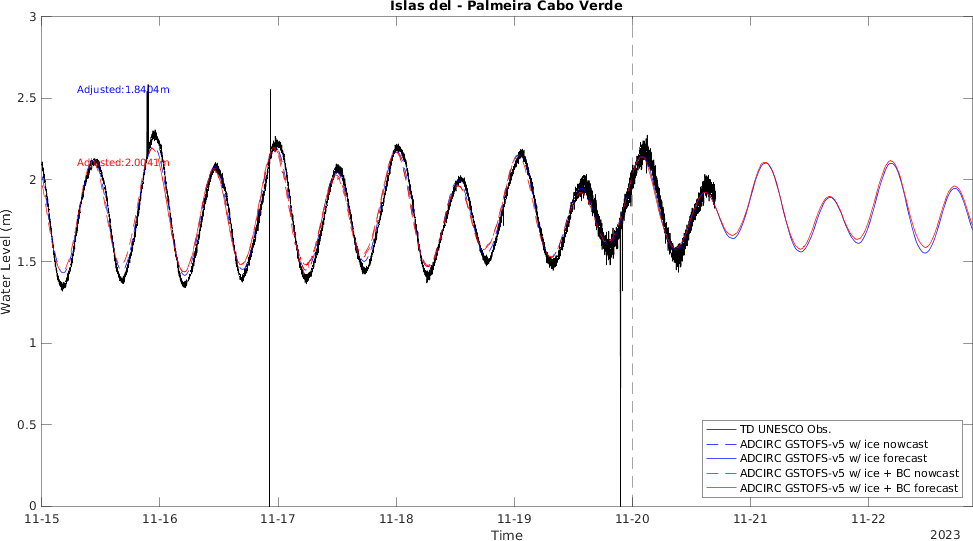 Islas del - Palmeira Cabo Verde
3
2.5
2
1.5
1
0.5
0
Water Level (m)
Adjusted:1.8404m
Adjusted:2.0041m
TD UNESCO Obs.
ADCIRC GSTOFS-v5 w/ ice nowcast
ADCIRC GSTOFS-v5 w/ ice forecast
ADCIRC GSTOFS-v5 w/ ice + BC nowcast
ADCIRC GSTOFS-v5 w/ ice + BC forecast
11-15 11-16 11-17 11-18 11-19 11-20 11-21 11-22
Time
2023